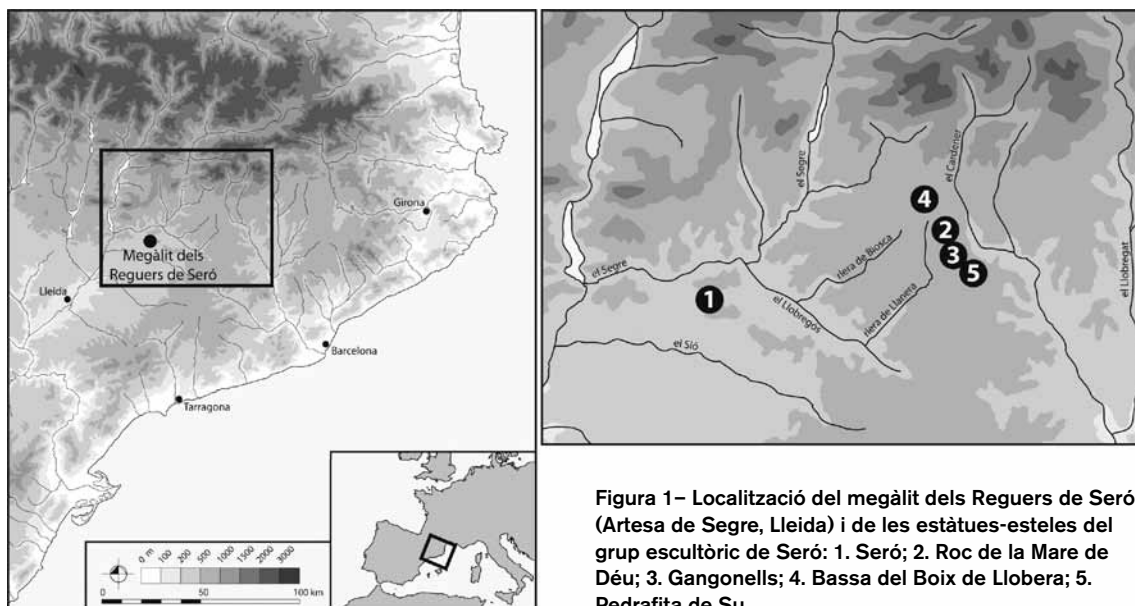 Girona
Megàlit dels
Reguers de Seró
Lleida
Barcelona
Tarragona
0 m 100 200 500 1000 1500 2000 3000
0 50 100 km
el Segre
el Cardener
4
2
3
5
riera de Biosca
el Segre
1
riera de Llanera
el Llobregós
el Llobregat
el Sió
Figura 1– Localització del megàlit dels Reguers de Seró
(Artesa de Segre, Lleida) i de les estàtues-esteles del
grup escultòric de Seró: 1. Seró; 2. Roc de la Mare de
Déu; 3. Gangonells; 4. Bassa del Boix de Llobera; 5.
Pedrafita de Su